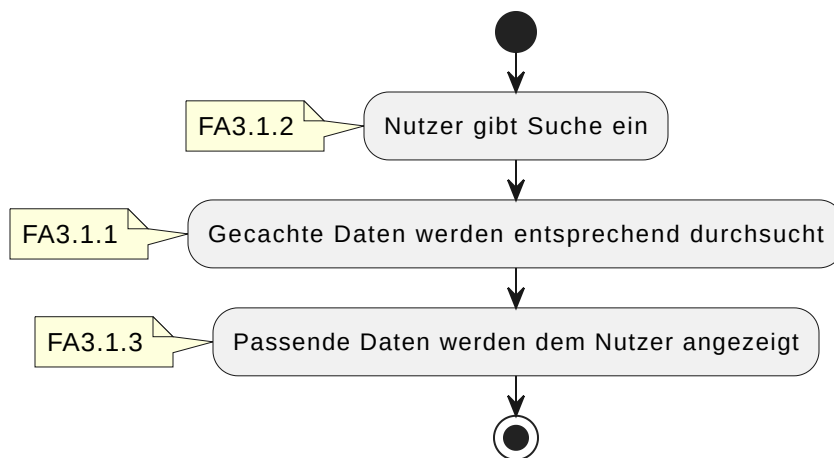 FA3.1.2
Nutzer gibt Suche ein
FA3.1.1
Gecachte Daten werden entsprechend durchsucht
FA3.1.3
Passende Daten werden dem Nutzer angezeigt